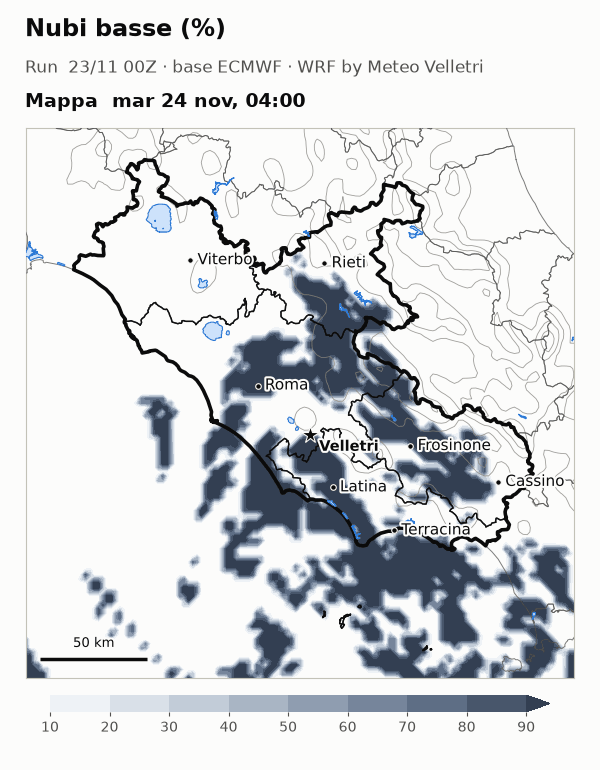 Nubi basse (%)
Run  23/11 00Z · base ECMWF · WRF by Meteo Velletri
Mappa  mar 24 nov, 04:00
Viterbo
Rieti
Roma
Velletri
Frosinone
Latina
Cassino
Terracina
50 km
10 20 30 40 50 60 70 80 90